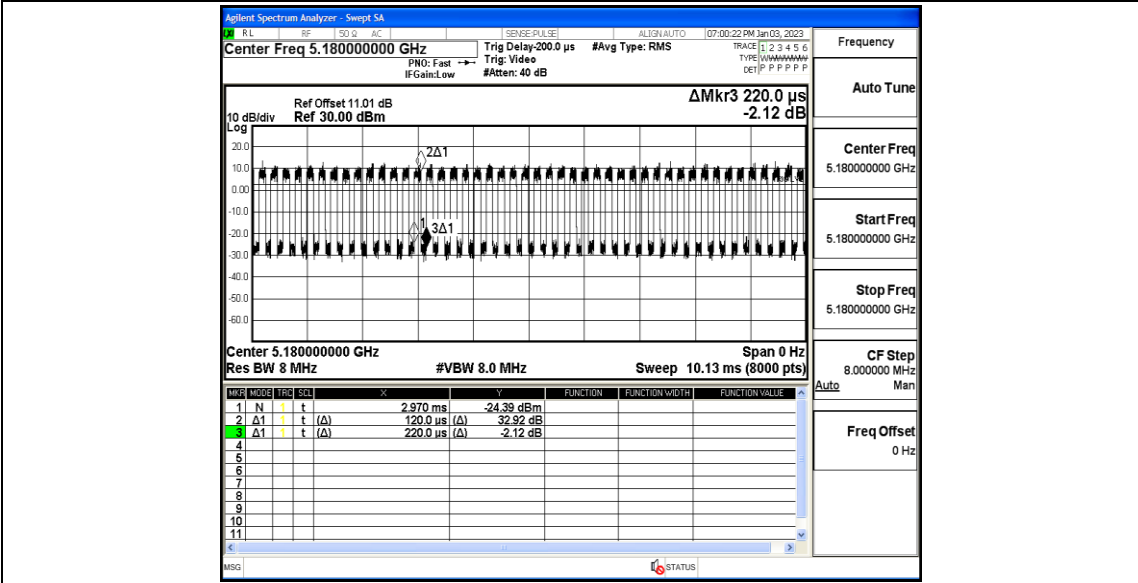 Agilent Spectrum Analyzer - Swept SA
RL RF 50 Ω AC SENSE:PULSE ALIGN AUTO 07:00:22 PM Jan 03, 2023
Center Freq 5.180000000 GHz
PNO: Fast
IFGain:Low
Trig Delay-200.0 µs
Trig: Video
#Atten: 40 dB
#Avg Type: RMS
TRACE 1 2 3 4 5 6
TYPE
DET P P P P P P
ΔMkr3 220.0 µs
-2.12 dB
Ref Offset 11.01 dB
10 dB/div Ref 30.00 dBm
Log
20.0
10.0
0.00
-10.0
-20.0
-30.0
-40.0
-50.0
-60.0
2Δ1
1
3Δ1
Center 5.180000000 GHz Span 0 Hz
Res BW 8 MHz #VBW 8.0 MHz Sweep 10.13 ms (8000 pts)
MKR MODE TRC SCL X Y FUNCTION FUNCTION WIDTH FUNCTION VALUE
1 N 1 t 2.970 ms -24.39 dBm
2 Δ1 1 t (Δ) 120.0 µs (Δ) 32.92 dB
3 Δ1 1 t (Δ) 220.0 µs (Δ) -2.12 dB
4
5
6
7
8
9
10
11
MSG STATUS
Frequency
Auto Tune
Center Freq
5.180000000 GHz
Start Freq
5.180000000 GHz
Stop Freq
5.180000000 GHz
CF Step
8.000000 MHz
Auto Man
Freq Offset
0 Hz